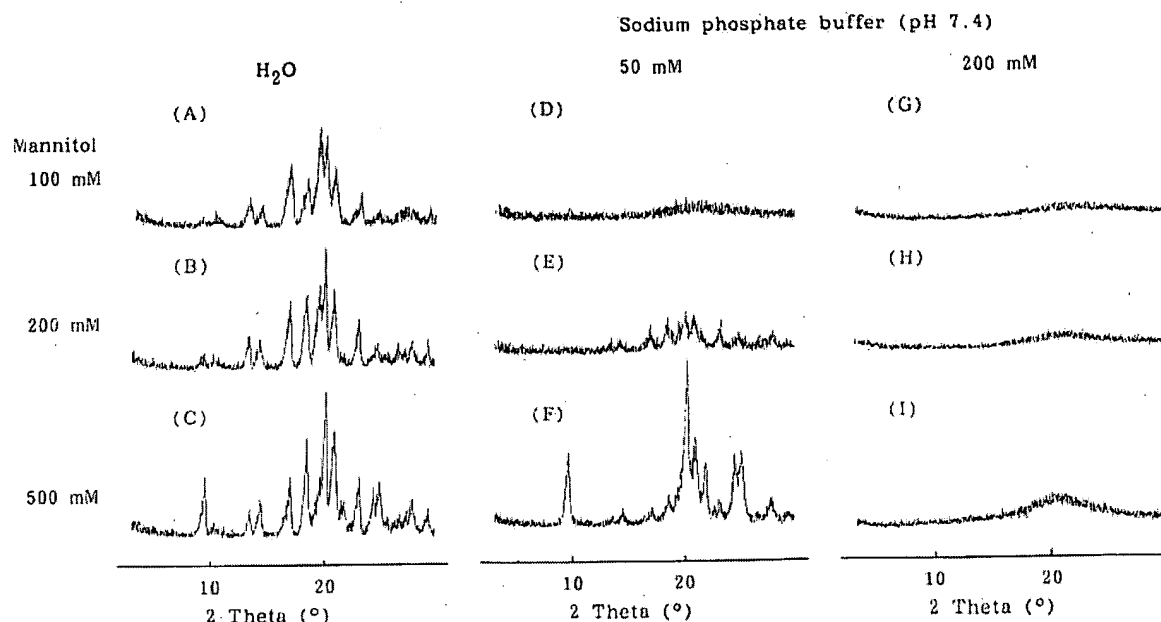 Sodium phosphate buffer (pH 7.4)
H₂O 50 mM 200 mM
(A) (D) (G)
Mannitol
100 mM
(B) (E) (H)
200 mM
(C) (F) (I)
500 mM
10 20 10 20 10 20
2 Theta (°) 2 Theta (°) 2 Theta (°)